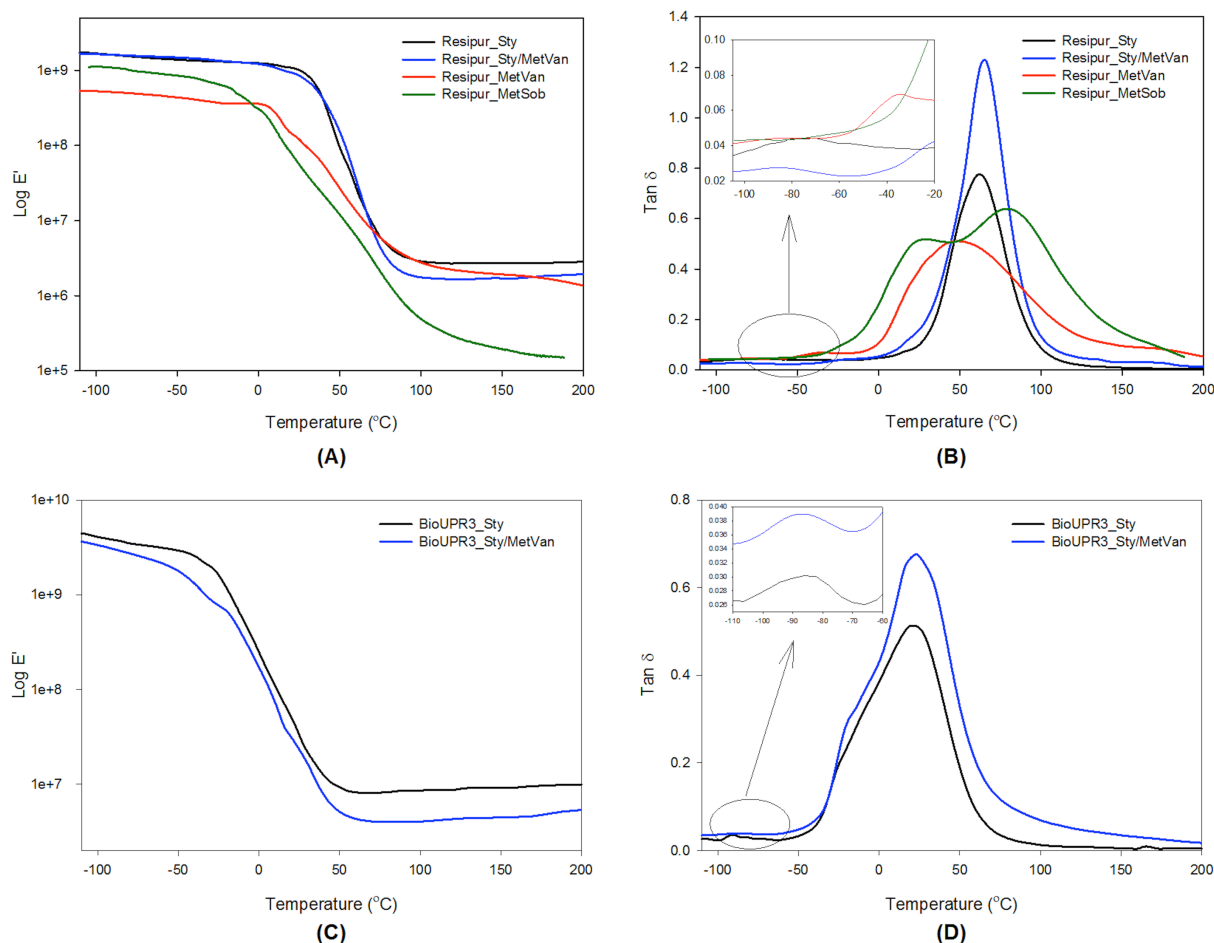 Resipur_Sty
Resipur_Sty/MetVan
Resipur_MetVan
Resipur_MetSob
1e+9
1e+8
1e+7
1e+6
1e+5
Log E'
-100 0 50 100 200
Temperature (°C)
(A)
1.4
1.2
1.0
0.8
0.6
0.4
0.2
0.0
Tan δ
0.10
0.08
0.06
0.04
0.02
-100 -80 -60 -40 -20
Resipur_Sty
Resipur_Sty/MetVan
Resipur_MetVan
Resipur_MetSob
-100 -50 0 50 100 150 200
Temperature (°C)
(B)
1e+10
1e+9
1e+8
1e+7
Log E'
BioUPR3_Sty
BioUPR3_Sty/MetVan
-100 -50 0 50 100 150 200
Temperature (°C)
(C)
0.8
0.6
0.4
0.2
0.0
Tan δ
0.040
0.038
0.036
0.034
0.032
0.030
0.028
0.026
-110 -100 -90 -80 -70 -60
BioUPR3_Sty
BioUPR3_Sty/MetVan
-100 -50 0 50 100 150 200
Temperature (°C)
(D)